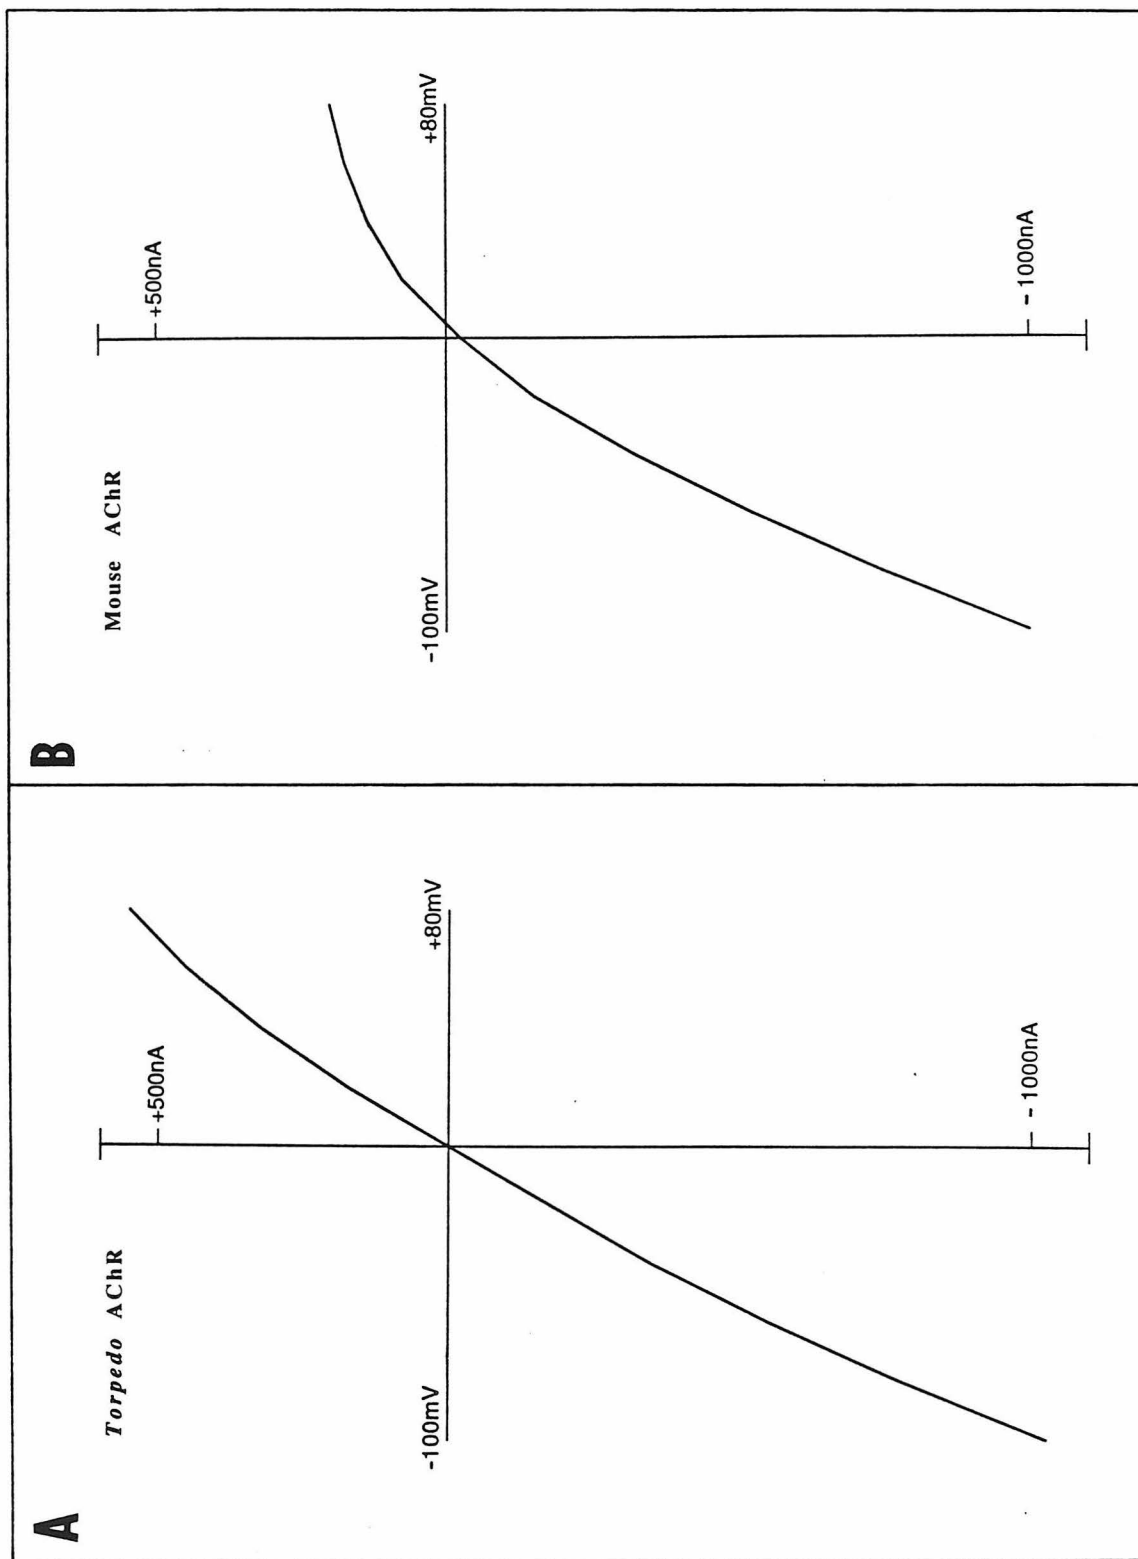 A
Torpedo AChR
+500nA
-100mV
+80mV
- 1000nA
B
Mouse AChR
+500nA
-100mV
+80mV
- 1000nA